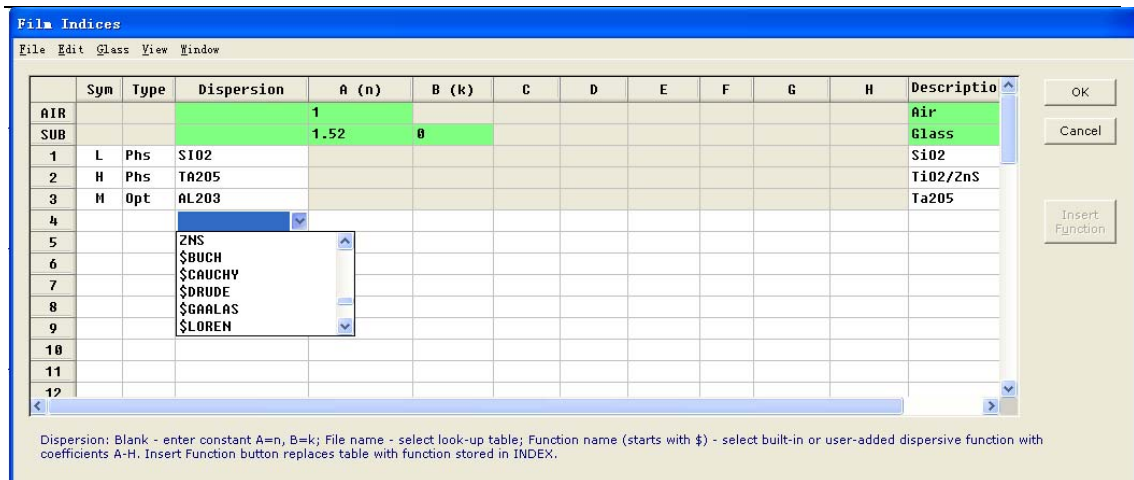 Film Indices
File Edit Glass View Window
Sym Type Dispersion A (n) B (k) C D E F G H Descriptio
OK
AIR 1 Air
SUB 1.52 0 Glass
Cancel
1 L Phs SIO2 SiO2
2 H Phs TA2O5 TiO2/ZnS
3 M Opt AL2O3 Ta2O5
4
Insert Function
5 ZNS
$BUCH
6 $CAUCHY
7 $DRUDE
8 $GAALAS
9 $LOREN
10
11
12
Dispersion: Blank - enter constant A=n, B=k; File name - select look-up table; Function name (starts with $) - select built-in or user-added dispersive function with
coefficients A-H. Insert Function button replaces table with function stored in INDEX.